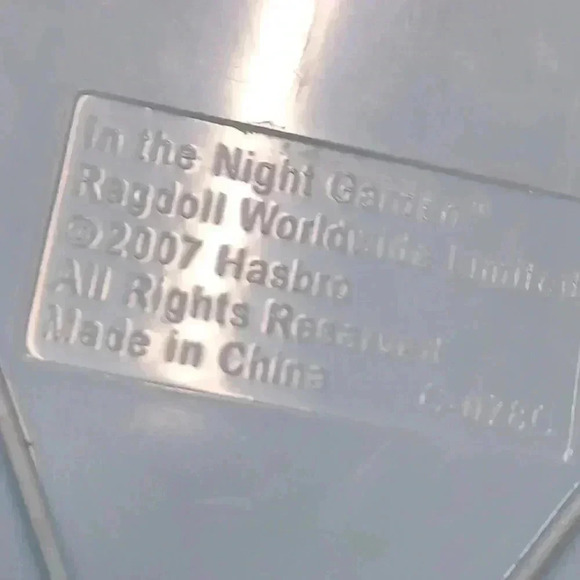 In the Night Garden
Ragdoll Worldwide Limited
©2007 Hasbro
All Rights Reserved
Made in China